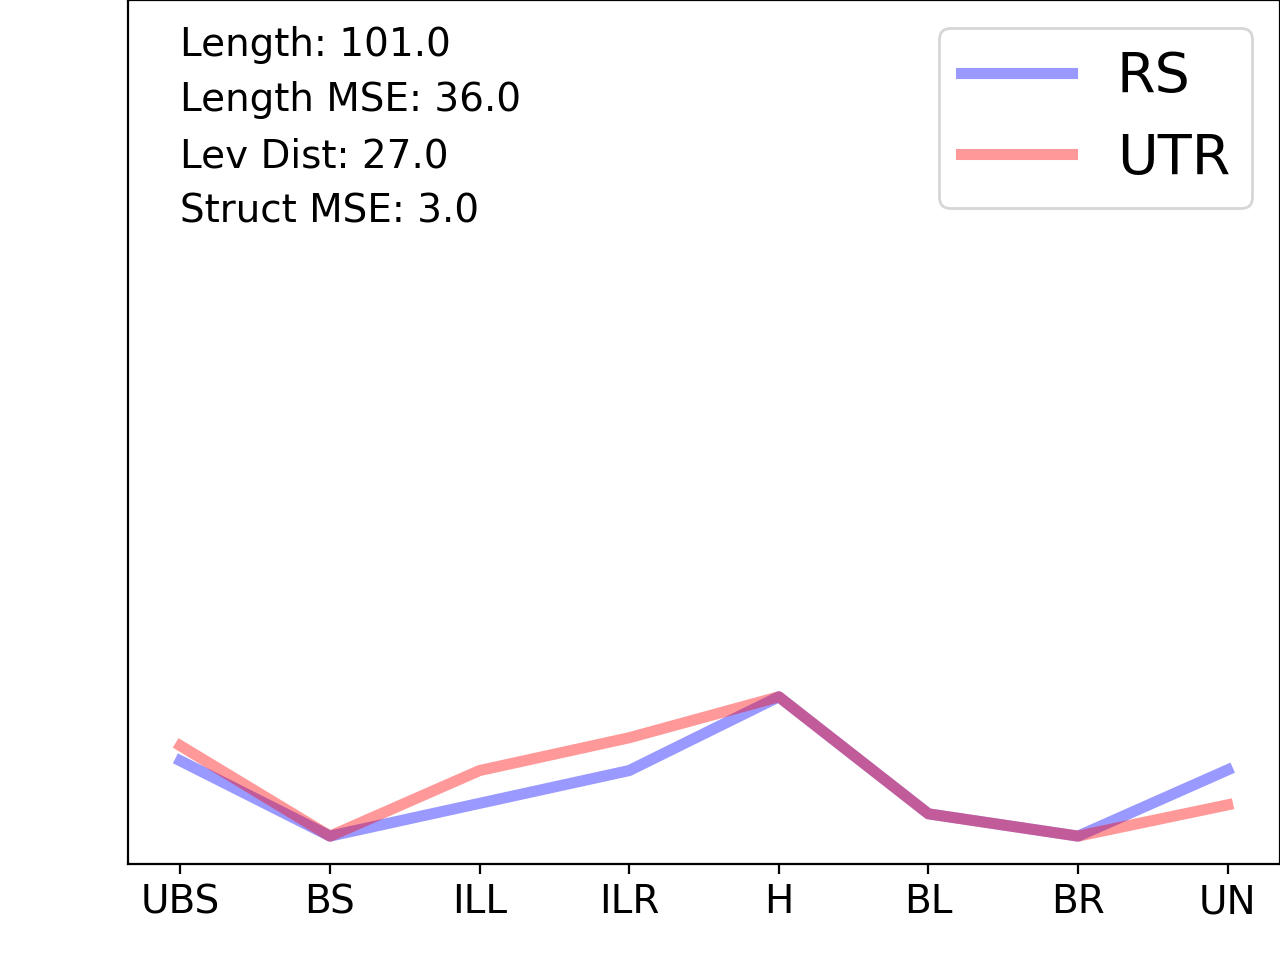 Length: 101.0
Length MSE: 36.0
Lev Dist: 27.0
Struct MSE: 3.0
RS
UTR
UBS BS ILL ILR H BL BR UN